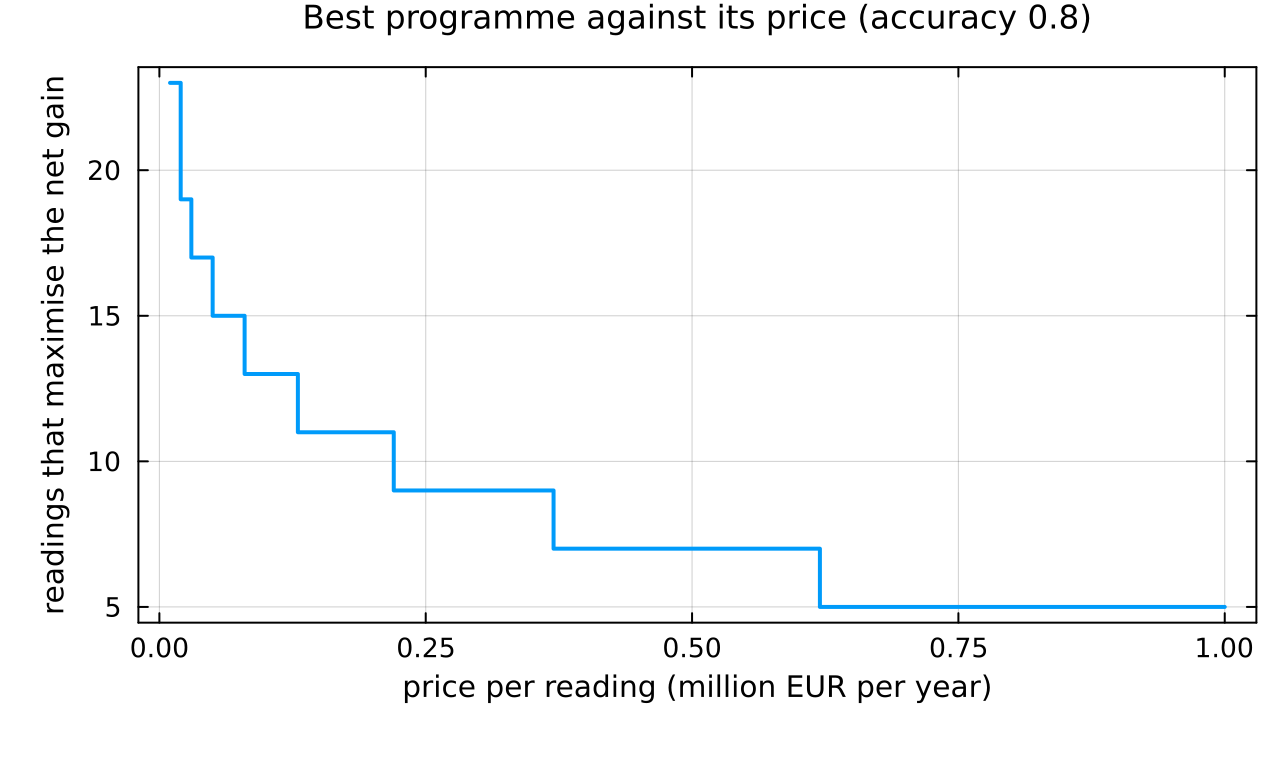 Best programme against its price (accuracy 0.8)
readings that maximise the net gain
20
15
10
5
0.00 0.25 0.50 0.75 1.00
price per reading (million EUR per year)